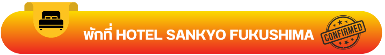 พักที่ HOTEL SANKYO FUKUSHIMA
CONFIRMED